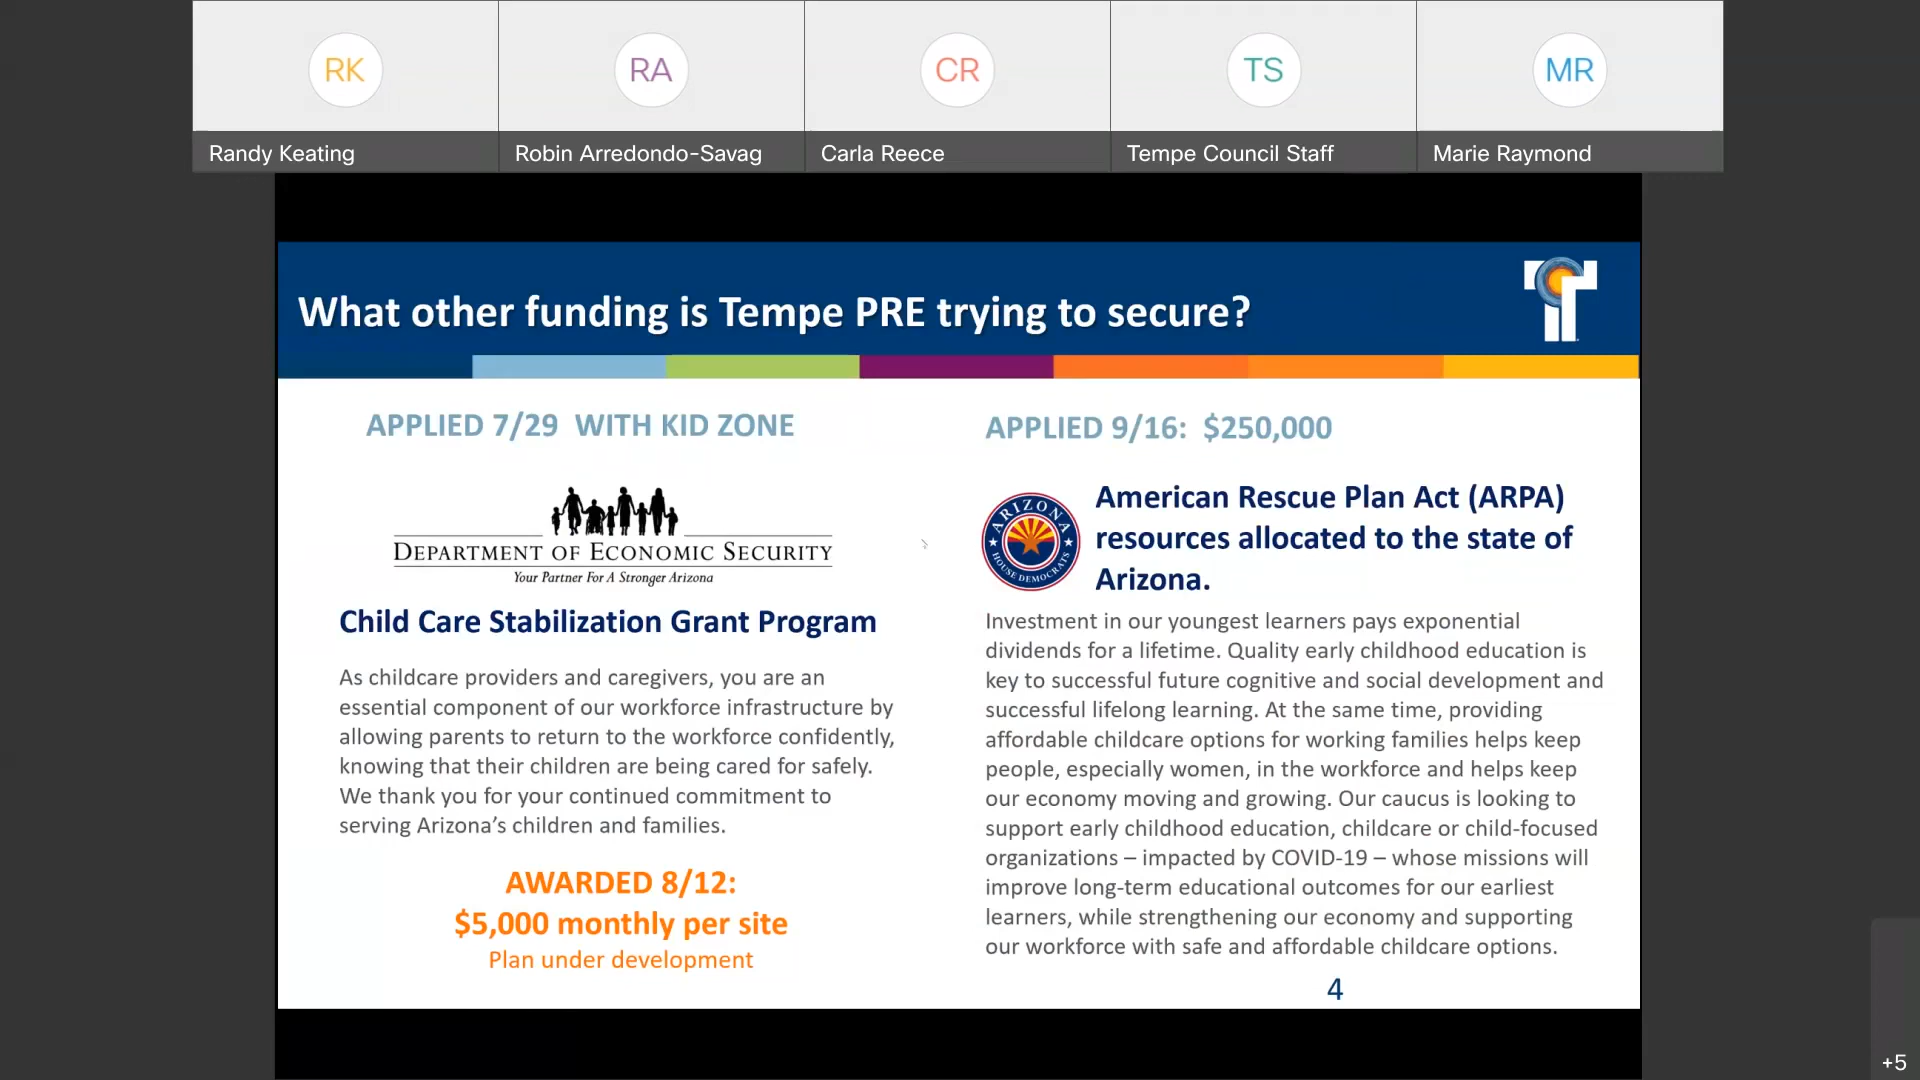 RK
RA
CR
TS
MR
Randy Keating
Robin Arredondo-Savag
Carla Reece
Tempe Council Staff
Marie Raymond
What other funding is Tempe PRE trying to secure?
APPLIED 7/29 WITH KID ZONE
DEPARTMENT OF ECONOMIC SECURITY
Your Partner For A Stronger Arizona
Child Care Stabilization Grant Program
As childcare providers and caregivers, you are an
essential component of our workforce infrastructure by
allowing parents to return to the workforce confidently,
knowing that their children are being cared for safely.
We thank you for your continued commitment to
serving Arizona’s children and families.
AWARDED 8/12:
$5,000 monthly per site
Plan under development
APPLIED 9/16: $250,000
ARIZONA
HOUSE DEMOCRATS
American Rescue Plan Act (ARPA)
resources allocated to the state of
Arizona.
Investment in our youngest learners pays exponential
dividends for a lifetime. Quality early childhood education is
key to successful future cognitive and social development and
successful lifelong learning. At the same time, providing
affordable childcare options for working families helps keep
people, especially women, in the workforce and helps keep
our economy moving and growing. Our caucus is looking to
support early childhood education, childcare or child-focused
organizations – impacted by COVID-19 – whose missions will
improve long-term educational outcomes for our earliest
learners, while strengthening our economy and supporting
our workforce with safe and affordable childcare options.
4
+5